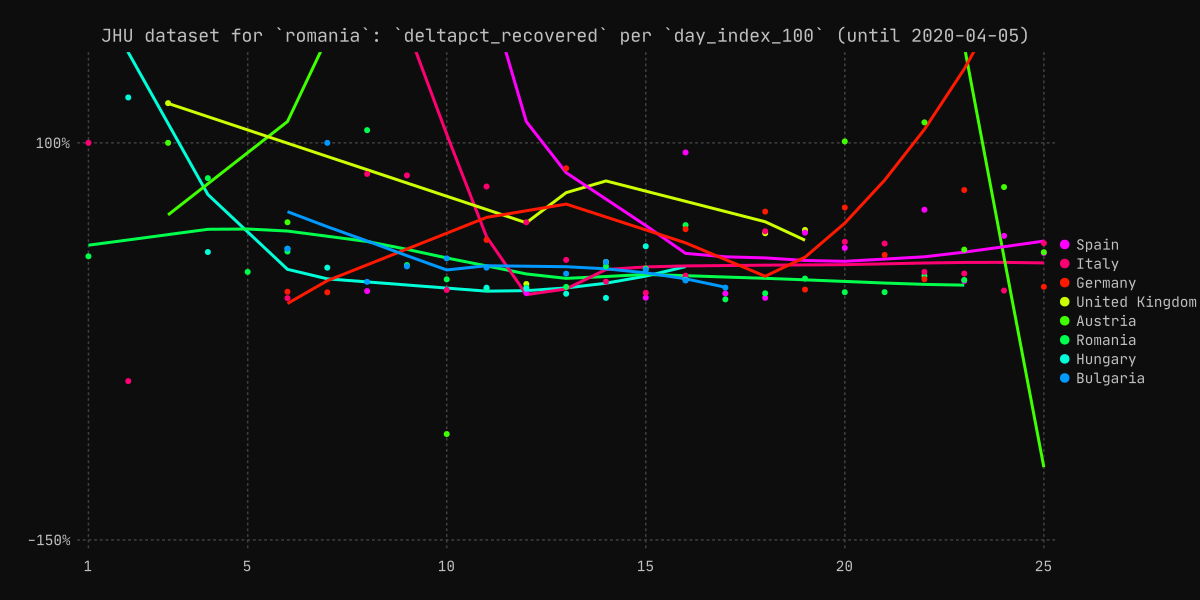 JHU dataset for `romania`: `deltapct_recovered` per `day_index_100` (until 2020-04-05)
100%
Spain
Italy
Germany
United Kingdom
Austria
Romania
Hungary
Bulgaria
-150%
1 5 10 15 20 25